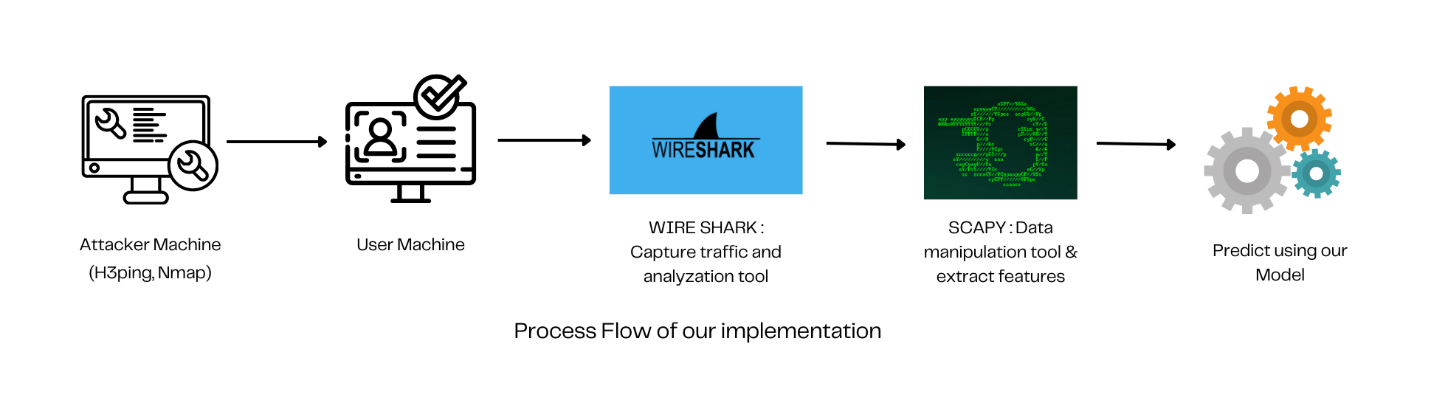 WIRESHARK
Attacker Machine
(H3ping, Nmap)
User Machine
WIRE SHARK :
Capture traffic and
analyzation tool
SCAPY : Data
manipulation tool &
extract features
Predict using our
Model
Process Flow of our implementation